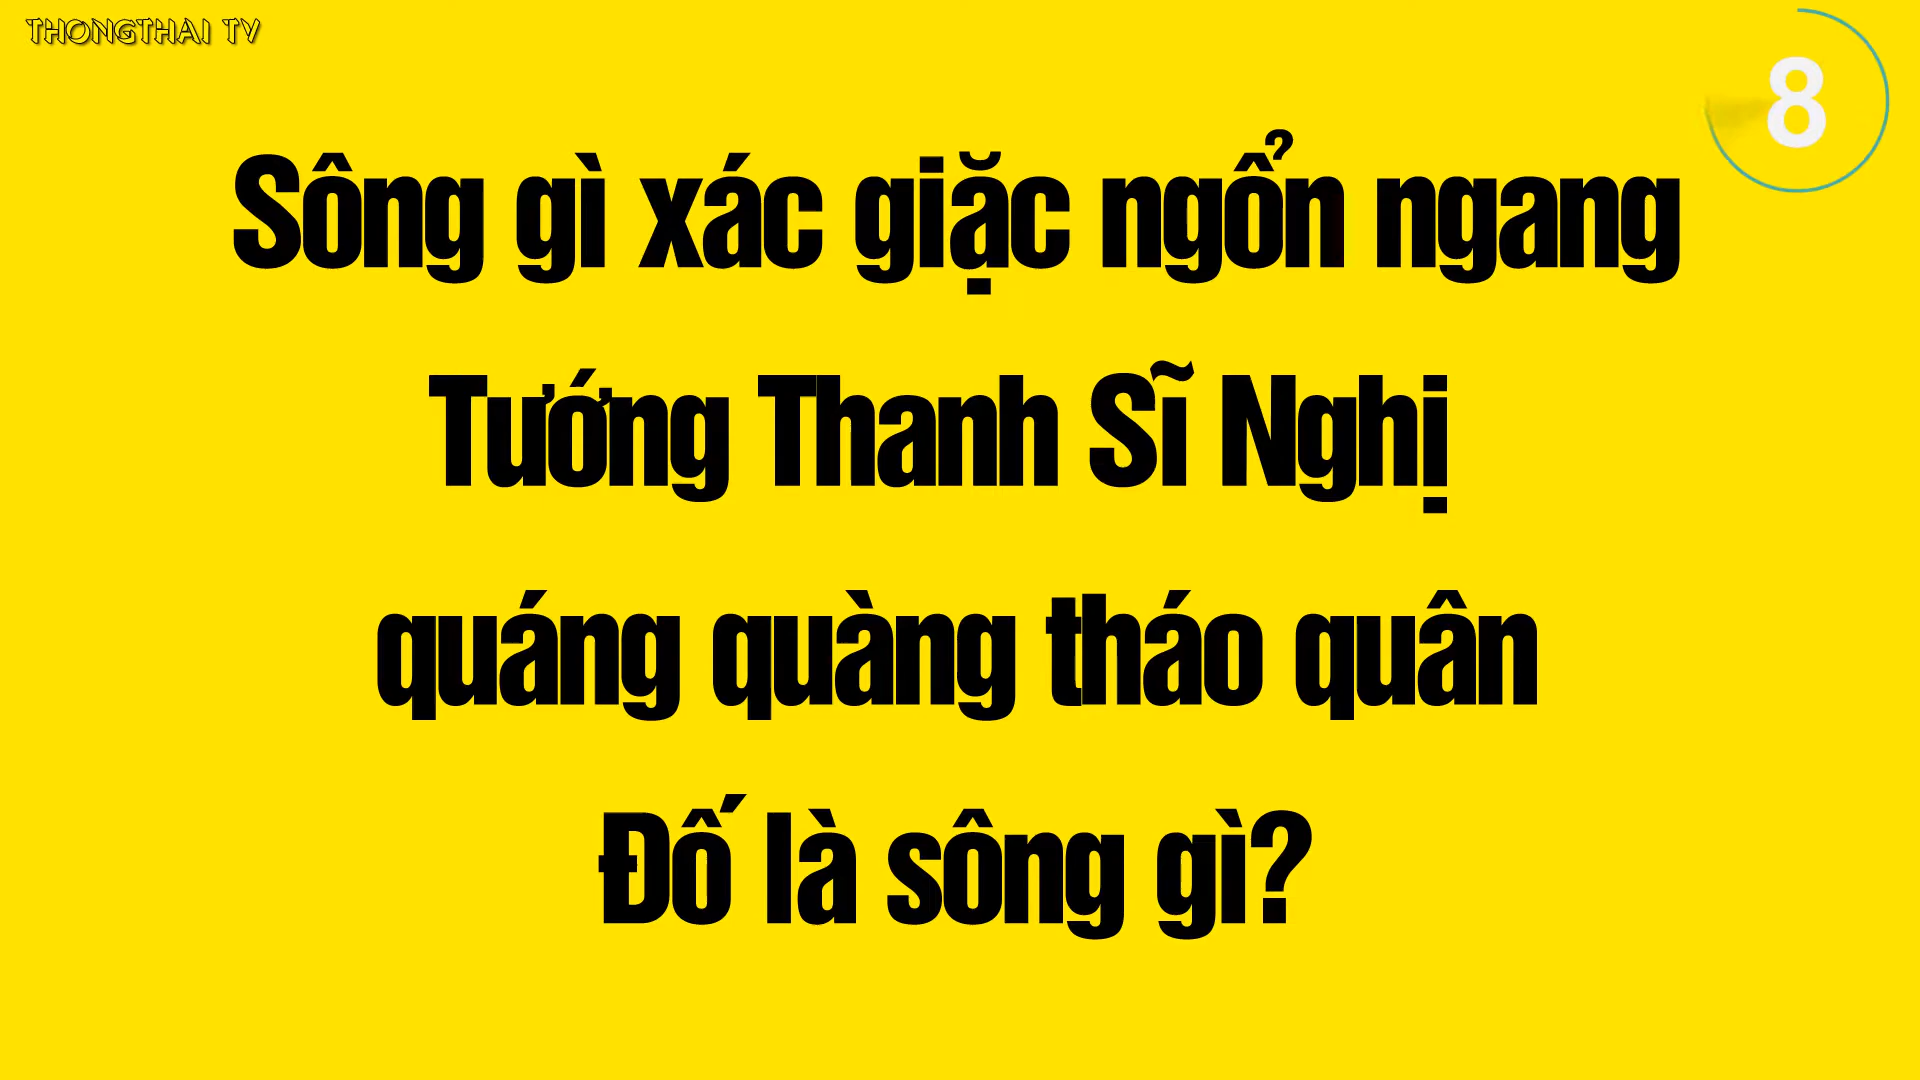 THONGTHAI TV
8
Sông gì xác giặc ngổn ngang
Tướng Thanh Sĩ Nghị
quáng quàng tháo quân
Đố là sông gì?